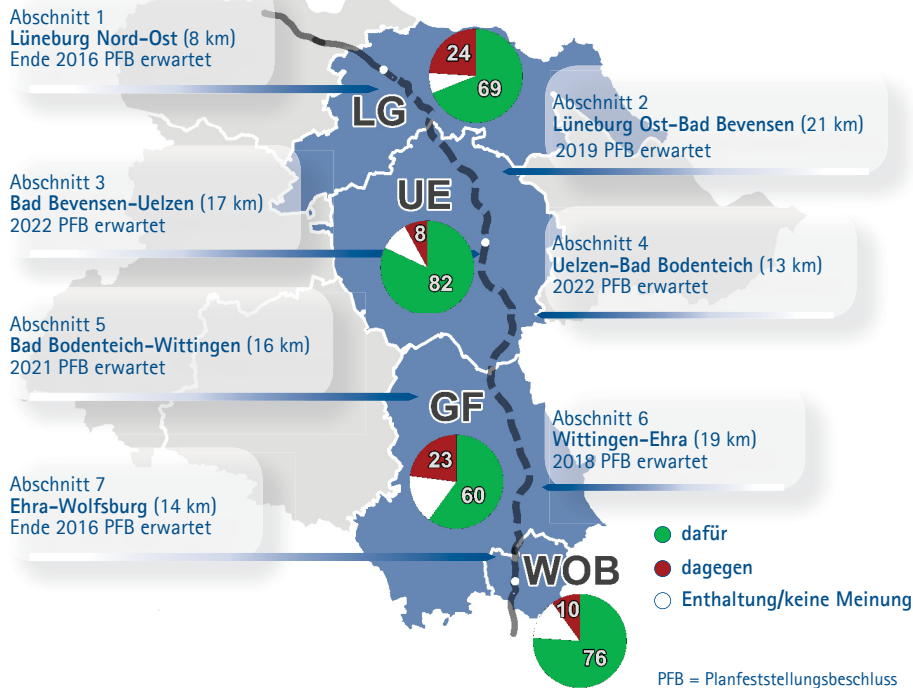 Abschnitt 1
Lüneburg Nord-Ost (8 km)
Ende 2016 PFB erwartet
24
69
LG
Abschnitt 2
Lüneburg Ost-Bad Bevensen (21 km)
2019 PFB erwartet
Abschnitt 3
Bad Bevensen-Uelzen (17 km)
2022 PFB erwartet
UE
8
82
Abschnitt 4
Uelzen-Bad Bodenteich (13 km)
2022 PFB erwartet
Abschnitt 5
Bad Bodenteich-Wittingen (16 km)
2021 PFB erwartet
GF
23
60
Abschnitt 6
Wittingen-Ehra (19 km)
2018 PFB erwartet
Abschnitt 7
Ehra-Wolfsburg (14 km)
Ende 2016 PFB erwartet
WOB
10
76
dafür
dagegen
Enthaltung/keine Meinung
PFB = Planfeststellungsbeschluss